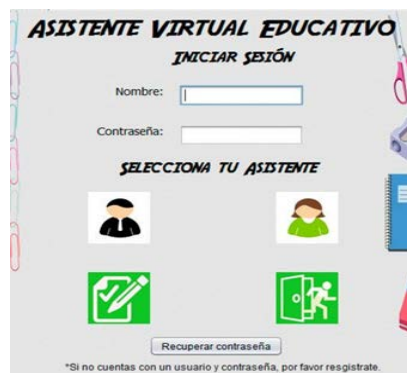 ASISTENTE VIRTUAL EDUCATIVO
INICIAR SESIÓN
Nombre:
Contraseña:
SELECCIONA TU ASISTENTE
Recuperar contraseña
*Si no cuentas con un usuario y contraseña, por favor resgistrate.